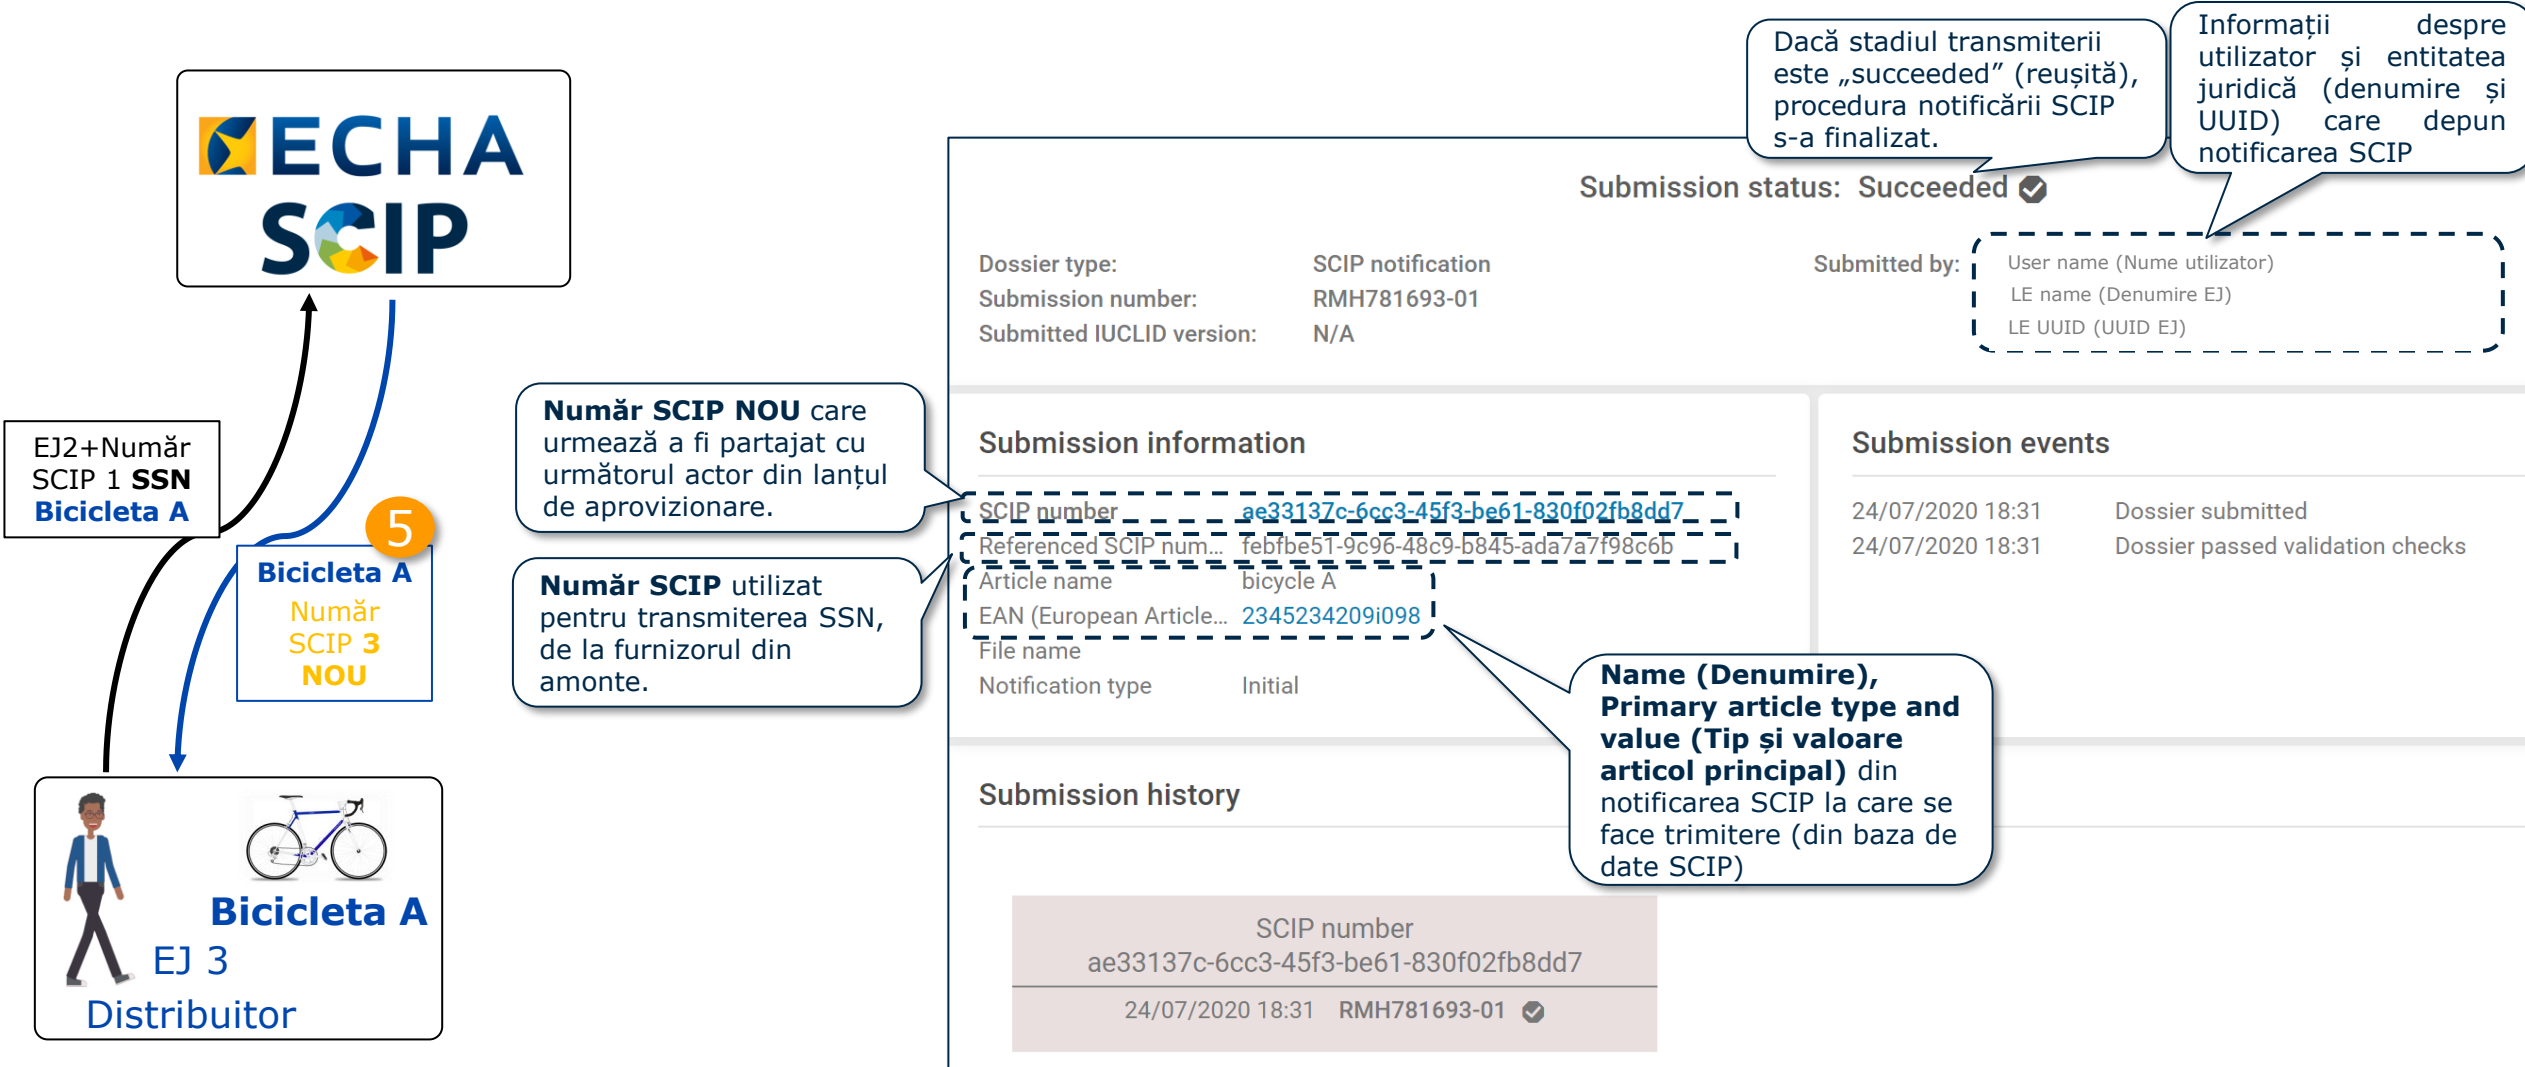 ECHA
SCIP
EJ2+Număr
SCIP 1 SSN
Bicicleta A
5
Bicicleta A
Număr
SCIP 3
NOU
Bicicleta A
EJ 3
Distribuitor
Dacă stadiul transmiterii
este „succeeded” (reușită),
procedura notificării SCIP
s-a finalizat.
Informații despre
utilizator și entitatea
juridică (denumire și
UUID) care depun
notificarea SCIP
Submission status: Succeeded
Dossier type: SCIP notification
Submission number: RMH781693-01
Submitted IUCLID version: N/A
Submitted by: User name (Nume utilizator)
LE name (Denumire EJ)
LE UUID (UUID EJ)
Număr SCIP NOU care
urmează a fi partajat cu
următorul actor din lanțul
de aprovizionare.
Număr SCIP utilizat
pentru transmiterea SSN,
de la furnizorul din
amonte.
Submission information
SCIP number ae33137c-6cc3-45f3-be61-830f02fb8dd7
Referenced SCIP num... febfbe51-9c96-48c9-b845-ada7a7f98c6b
Article name bicycle A
EAN (European Article... 2345234209i098
File name
Notification type Initial
Submission events
24/07/2020 18:31 Dossier submitted
24/07/2020 18:31 Dossier passed validation checks
Name (Denumire),
Primary article type and
value (Tip și valoare
articol principal) din
notificarea SCIP la care se
face trimitere (din baza de
date SCIP)
Submission history
SCIP number
ae33137c-6cc3-45f3-be61-830f02fb8dd7
24/07/2020 18:31 RMH781693-01